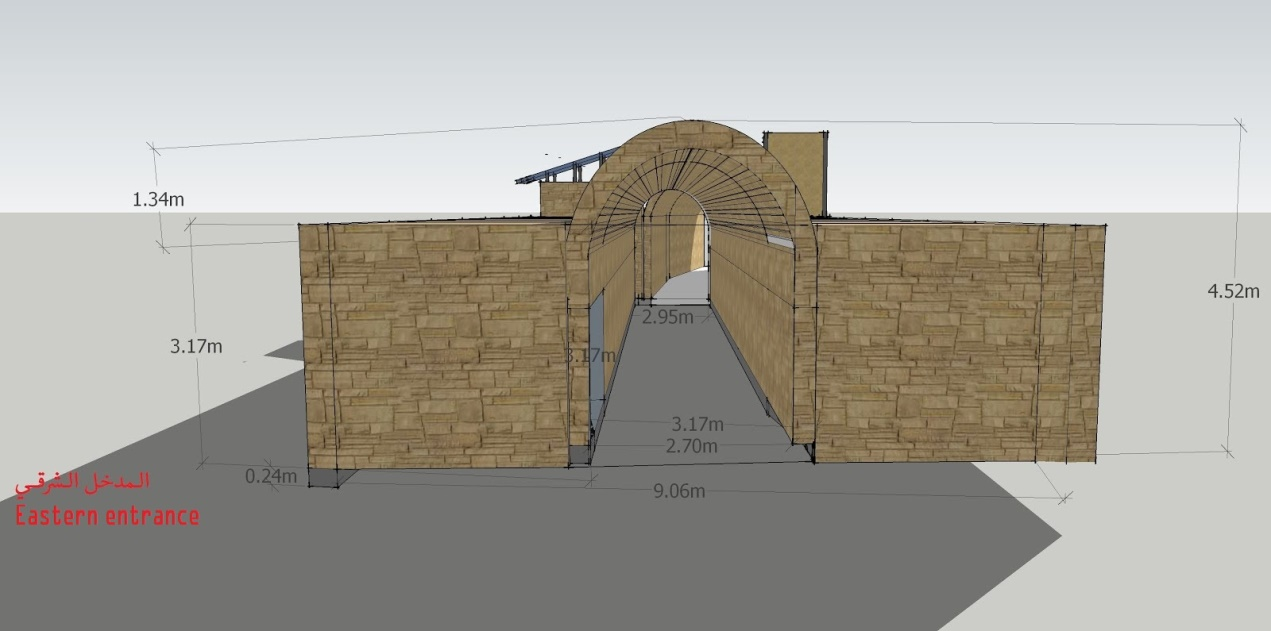 1.34m
4.52m
2.95m
3.17m
3.17m
3.17m
2.70m
0.24m
9.06m
المدخل الشرقي
Eastern entrance